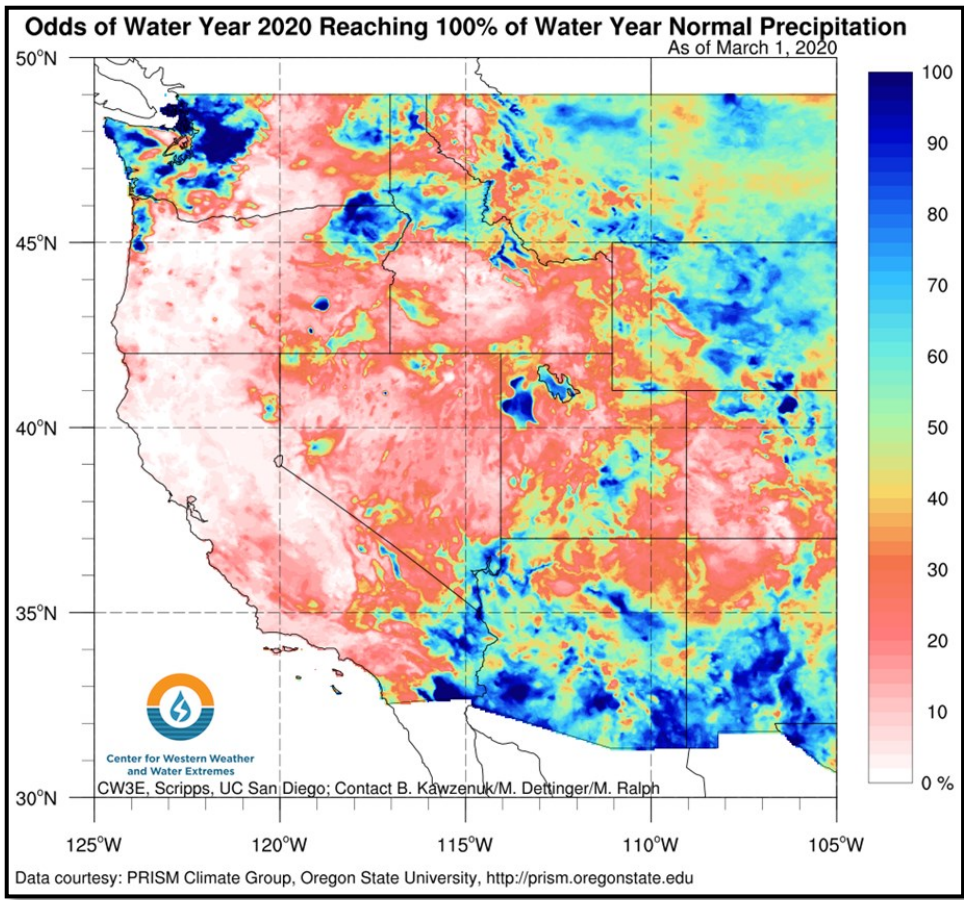 Odds of Water Year 2020 Reaching 100% of Water Year Normal Precipitation
As of March 1, 2020
50°N
45°N
40°N
35°N
30°N
125°W
120°W
115°W
110°W
105°W
100
90
80
70
60
50
40
30
20
10
0 %
Center for Western Weather
and Water Extremes
CW3E, Scripps, UC San Diego; Contact B. Kawzenuk/M. Dettinger/M. Ralph
Data courtesy: PRISM Climate Group, Oregon State University, http://prism.oregonstate.edu